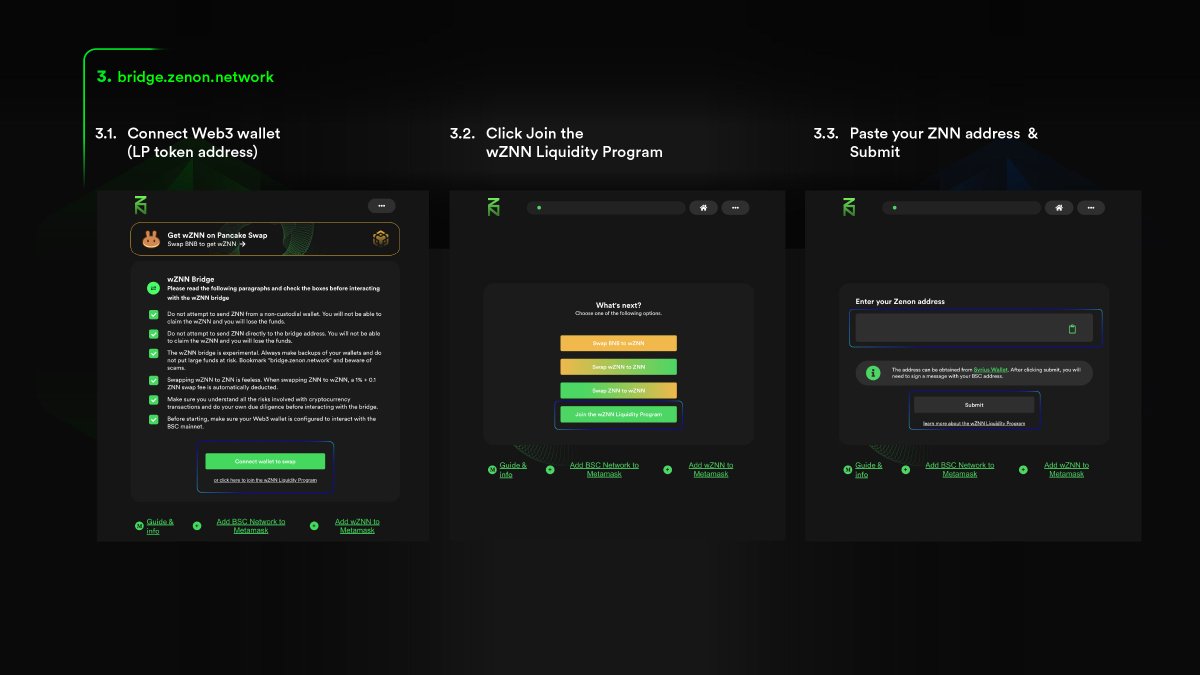 3. bridge.zenon.network
3.1. Connect Web3 wallet
(LP token address)
Get wZNN on Pancake Swap
Swap BNB to get wZNN →
wZNN Bridge
Please read the following paragraphs and check the boxes before interacting
with the wZNN bridge
Do not attempt to send ZNN from a non-custodial wallet. You will not be able to
claim the wZNN and you will lose the funds.
Do not attempt to send ZNN directly to the bridge address. You will not be able
to claim the wZNN and you will lose the funds.
The wZNN bridge is experimental. Always make backups of your wallets and do
not put large funds at risk. Bookmark "bridge.zenon.network" and beware of
scams.
Swapping wZNN to ZNN is feeless. When swapping ZNN to wZNN, a 1% + 0.1
ZNN swap fee is automatically deducted.
Make sure you understand all the risks involved with cryptocurrency
transactions and do your own due diligence before interacting with the bridge.
Before starting, make sure your Web3 wallet is configured to interact with the
BSC mainnet.
Connect wallet to swap
or click here to join the wZNN Liquidity Program
Guide &
info
Add BSC Network to
Metamask
Add wZNN to
Metamask
3.2. Click Join the
wZNN Liquidity Program
What's next?
Choose one of the following options.
Swap BNB to wZNN
Swap wZNN to ZNN
Swap ZNN to wZNN
Join the wZNN Liquidity Program
Guide &
info
Add BSC Network to
Metamask
Add wZNN to
Metamask
3.3. Paste your ZNN address &
Submit
Enter your Zenon address
The address can be obtained from Syrius Wallet. After clicking submit, you will
need to sign a message with your BSC address.
Submit
learn more about the wZNN Liquidity Program
Guide &
info
Add BSC Network to
Metamask
Add wZNN to
Metamask